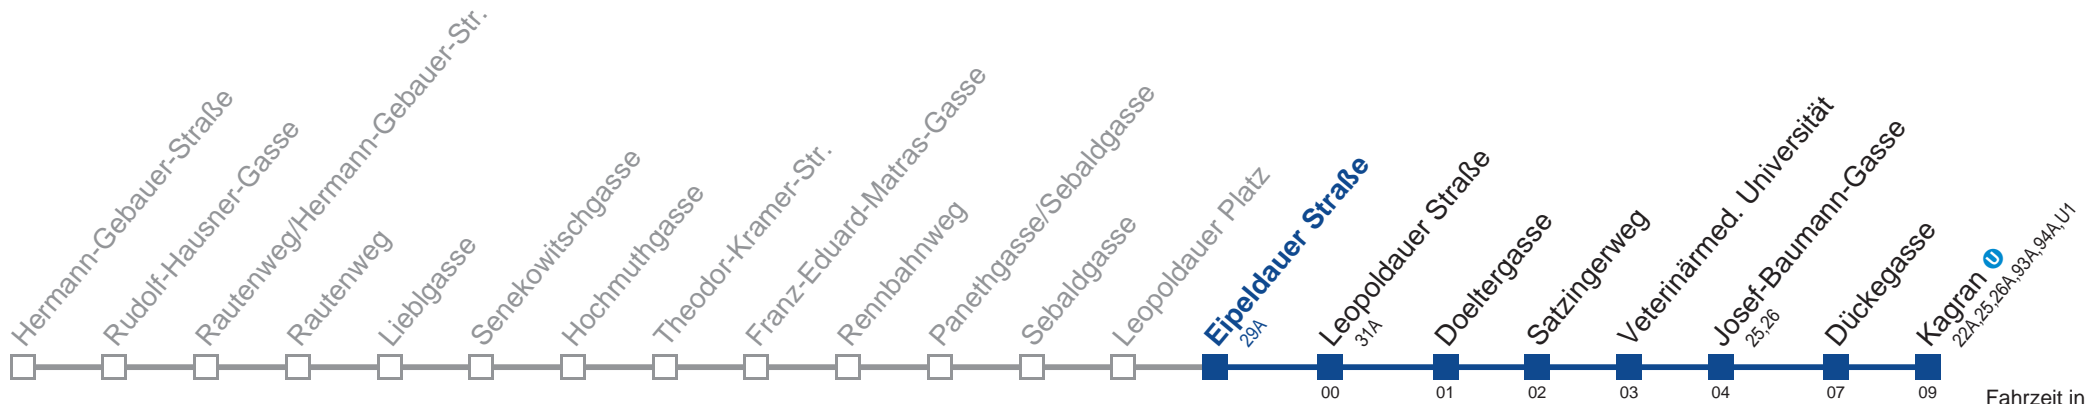 Hermann-Gebauer-Straße
Rudolf-Hausner-Gasse
Rautenweg/Hermann-Gebauer-Str.
Rautenweg
Lieblgasse
Senekowitschgasse
Hochmuthgasse
Theodor-Kramer-Str.
Franz-Eduard-Matras-Gasse
Rennbahnweg
Panethgasse/Sebaldgasse
Sebaldgasse
Leopoldauer Platz
Eipeldauer Straße
29A
Leopoldauer Straße
31A
Doeltergasse
Satzingerweg
Veterinärmed. Universität
Josef-Baumann-Gasse
25,26
Dückegasse
Kagran U
22A,25,26A,93A,94A,U1
00 01 02 03 04 07 09
Fahrzeit in